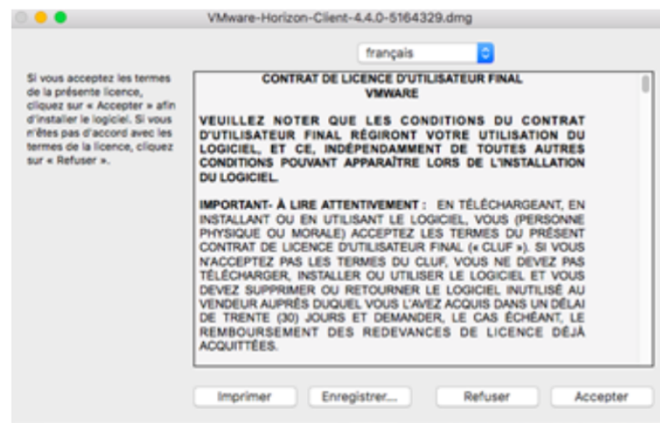 VMware-Horizon-Client-4.4.0-5164329.dmg
français
Si vous acceptez les termes
de la présente licence,
cliquez sur « Accepter » afin
d'installer le logiciel. Si vous
n'êtes pas d'accord avec les
termes de la licence, cliquez
sur « Refuser ».
CONTRAT DE LICENCE D'UTILISATEUR FINAL
VMWARE
VEUILLEZ NOTER QUE LES CONDITIONS DU CONTRAT
D'UTILISATEUR FINAL RÉGIRONT VOTRE UTILISATION DU
LOGICIEL, ET CE, INDÉPENDAMMENT DE TOUTES AUTRES
CONDITIONS POUVANT APPARAÎTRE LORS DE L'INSTALLATION
DU LOGICIEL.
IMPORTANT- À LIRE ATTENTIVEMENT : EN TÉLÉCHARGEANT, EN
INSTALLANT OU EN UTILISANT LE LOGICIEL, VOUS (PERSONNE
PHYSIQUE OU MORALE) ACCEPTEZ LES TERMES DU PRÉSENT
CONTRAT DE LICENCE D'UTILISATEUR FINAL (« CLUF »). SI VOUS
N'ACCEPTEZ PAS LES TERMES DU CLUF, VOUS NE DEVEZ PAS
TÉLÉCHARGER, INSTALLER OU UTILISER LE LOGICIEL ET VOUS
DEVEZ SUPPRIMER OU RETOURNER LE LOGICIEL INUTILISÉ AU
VENDEUR AUPRÈS DUQUEL VOUS L'AVEZ ACQUIS DANS UN DÉLAI
DE TRENTE (30) JOURS ET DEMANDER, LE CAS ÉCHÉANT, LE
REMBOURSEMENT DES REDEVANCES DE LICENCE DÉJÀ
ACQUITTÉES.
Imprimer
Enregistrer...
Refuser
Accepter